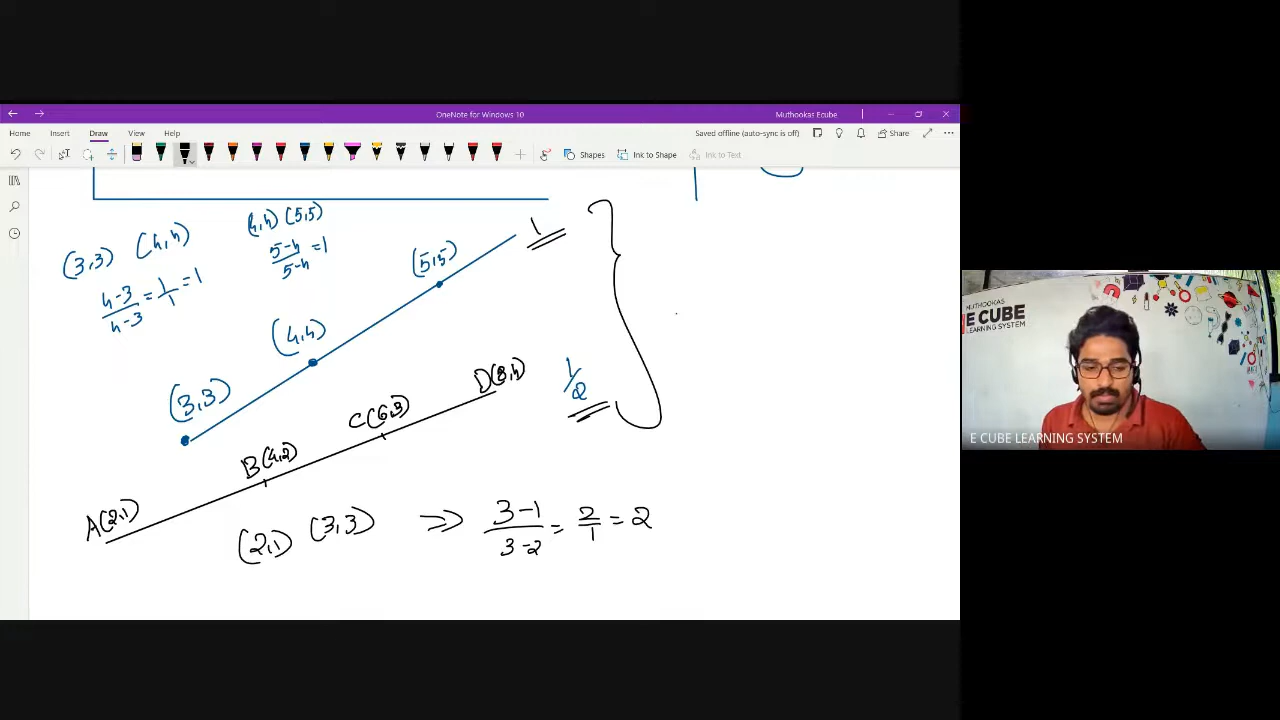 OneNote for Windows 10
Muthookas Ecube
Home Insert Draw View Help
Saved offline (auto-sync is off)
Share
Shapes
Ink to Shape
Ink to Text
(3,3) (4,4)
4-3/4-3 = 1/1 = 1
(4,4) (5,5)
5-4/5-4 = 1
(5,5)
1
(4,4)
(3,3)
1/2
D(8,4)
C(6,3)
B(4,2)
A(2,1)
(2,1) (3,3) ⇒ 3-1/3-2 = 2/1 = 2
MUTHOOKAS
E CUBE
LEARNING SYSTEM
E CUBE LEARNING SYSTEM